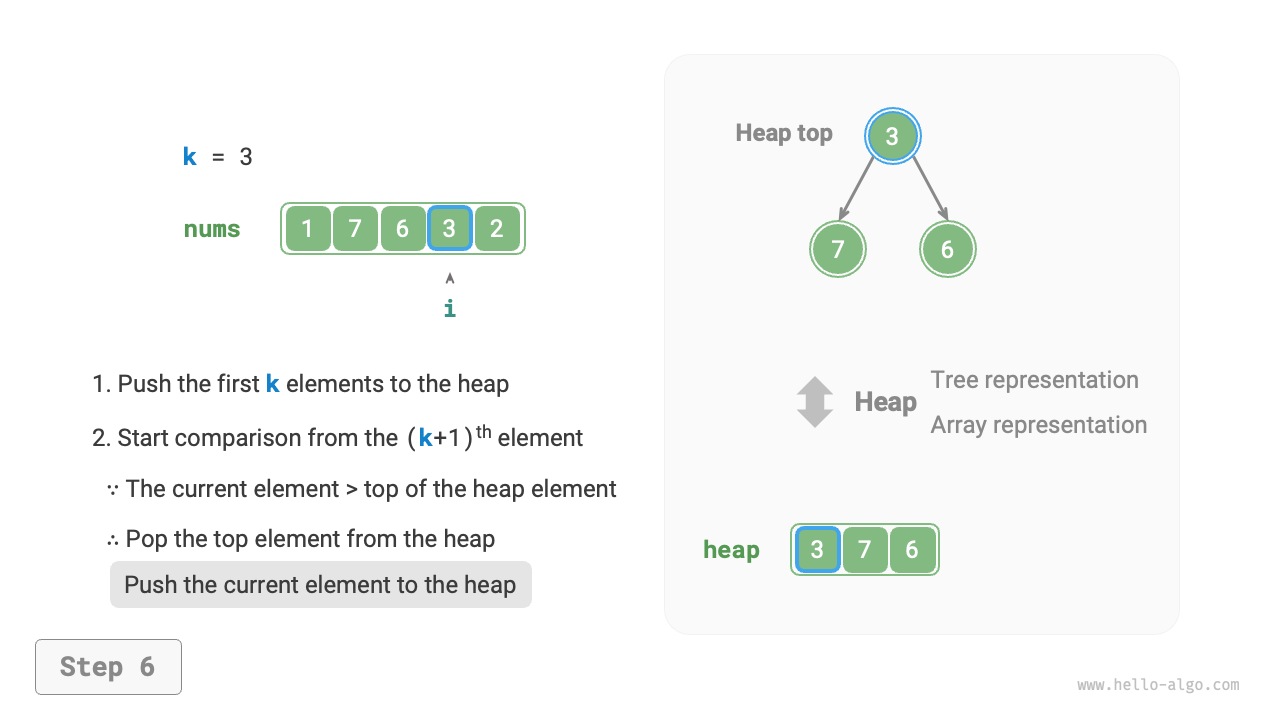 k = 3
nums 1 7 6 3 2
i
1. Push the first k elements to the heap
2. Start comparison from the (k+1)th element
∵ The current element > top of the heap element
∴ Pop the top element from the heap
Push the current element to the heap
Step 6
Heap top 3
7 6
Heap
Tree representation
Array representation
heap 3 7 6
www.hello-algo.com